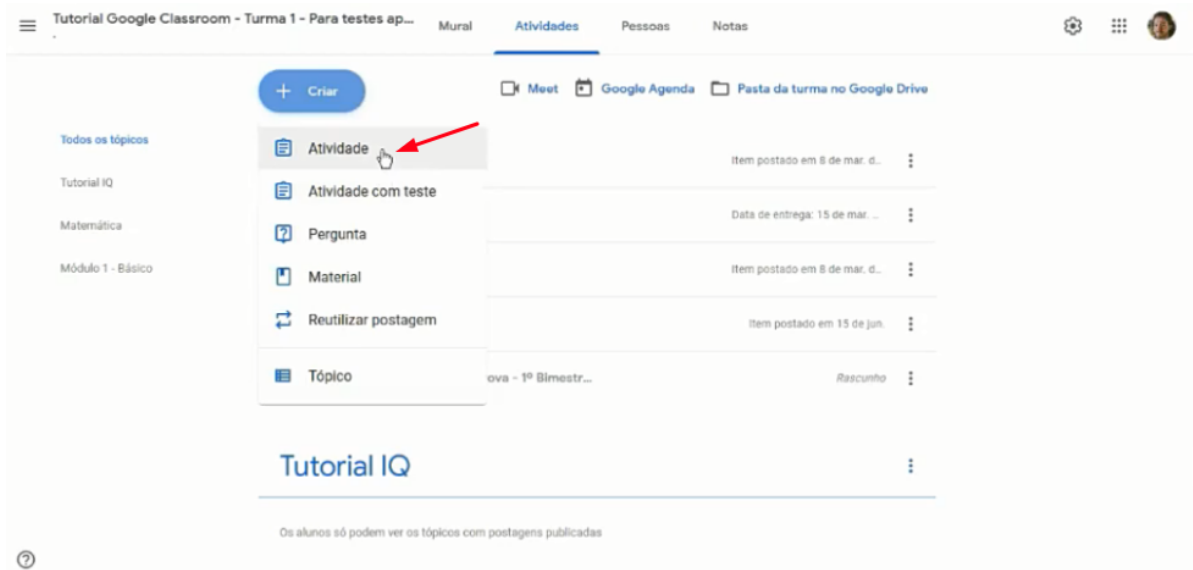 Tutorial Google Classroom - Turma 1 - Para testes ap...
.
Mural
Atividades
Pessoas
Notas
Criar
Meet
Google Agenda
Pasta da turma no Google Drive
Todos os tópicos
Tutorial IQ
Matemática
Módulo 1 - Básico
Atividade
Atividade com teste
Pergunta
Material
Reutilizar postagem
Tópico
Item postado em 8 de mar. d...
Data de entrega: 15 de mar. ...
Item postado em 8 de mar. d...
Item postado em 15 de jun.
ova - 1º Bimestr...
Rascunho
Tutorial IQ
Os alunos só podem ver os tópicos com postagens publicadas